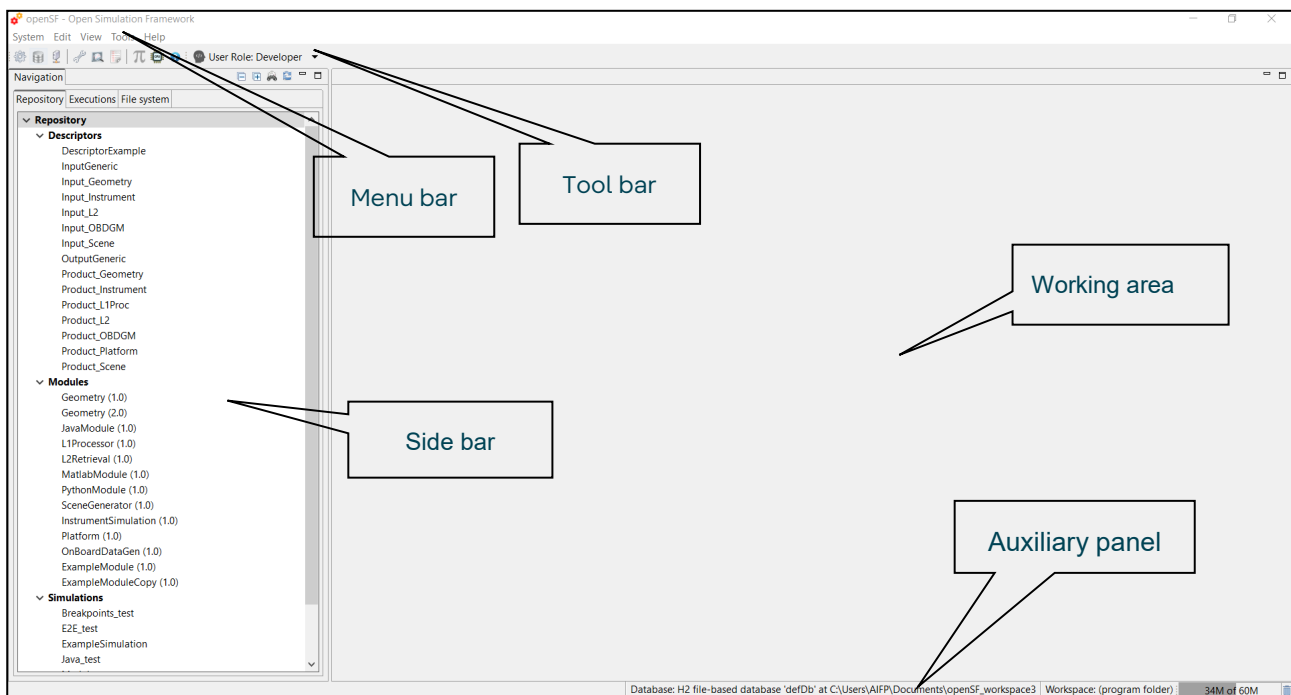 openSF - Open Simulation Framework
System Edit View Tools Help
User Role: Developer
Navigation
Repository Executions File system
Repository
Descriptors
DescriptorExample
InputGeneric
Input_Geometry
Input_Instrument
Input_L2
Input_OBDGM
Input_Scene
OutputGeneric
Product_Geometry
Product_Instrument
Product_L1Proc
Product_L2
Product_OBDGM
Product_Platform
Product_Scene
Modules
Geometry (1.0)
Geometry (2.0)
JavaModule (1.0)
L1Processor (1.0)
L2Retrieval (1.0)
MatlabModule (1.0)
PythonModule (1.0)
SceneGenerator (1.0)
InstrumentSimulation (1.0)
Platform (1.0)
OnBoardDataGen (1.0)
ExampleModule (1.0)
ExampleModuleCopy (1.0)
Simulations
Breakpoints_test
E2E_test
ExampleSimulation
Java_test
Menu bar
Tool bar
Working area
Side bar
Auxiliary panel
Database: H2 file-based database 'defDb' at C:\Users\AIFP\Documents\openSF_workspace3 Workspace: (program folder) 34M of 60M